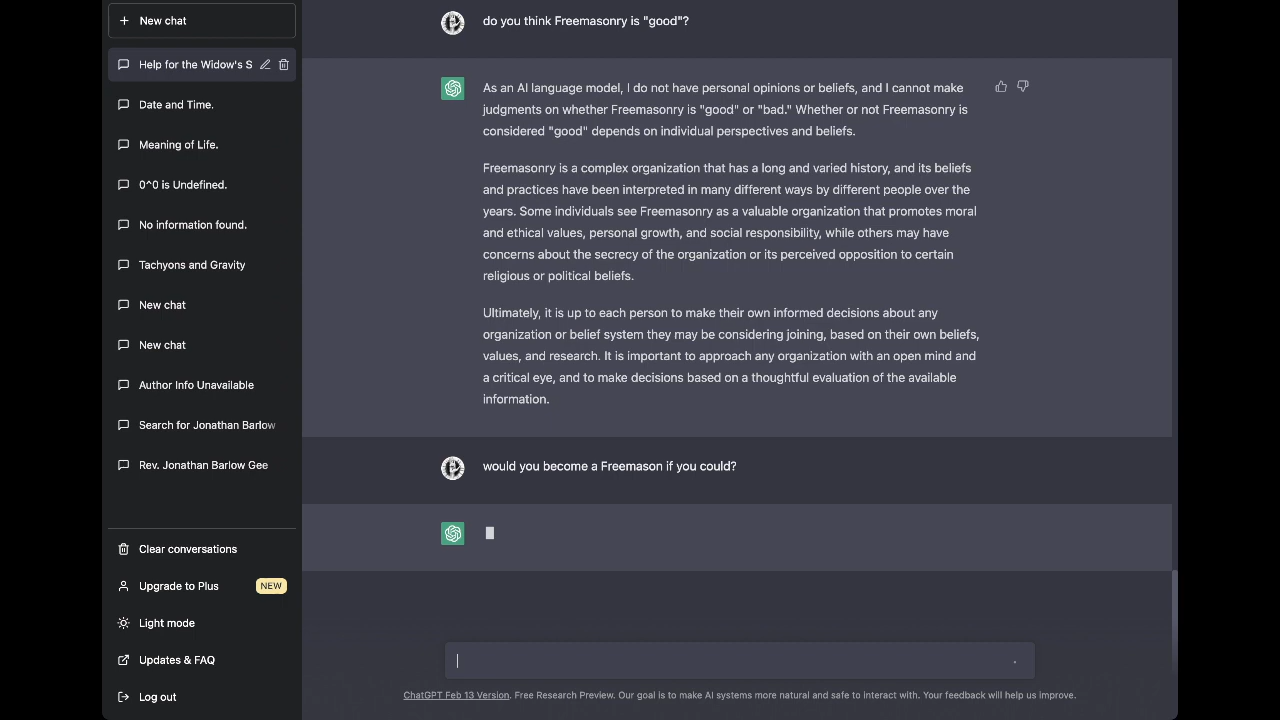 New chat
Help for the Widow's S
Date and Time.
Meaning of Life.
0^0 is Undefined.
No information found.
Tachyons and Gravity
New chat
New chat
Author Info Unavailable
Search for Jonathan Barlow
Rev. Jonathan Barlow Gee
Clear conversations
Upgrade to Plus NEW
Light mode
Updates & FAQ
Log out
do you think Freemasonry is "good"?
As an AI language model, I do not have personal opinions or beliefs, and I cannot make
judgments on whether Freemasonry is "good" or "bad." Whether or not Freemasonry is
considered "good" depends on individual perspectives and beliefs.
Freemasonry is a complex organization that has a long and varied history, and its beliefs
and practices have been interpreted in many different ways by different people over the
years. Some individuals see Freemasonry as a valuable organization that promotes moral
and ethical values, personal growth, and social responsibility, while others may have
concerns about the secrecy of the organization or its perceived opposition to certain
religious or political beliefs.
Ultimately, it is up to each person to make their own informed decisions about any
organization or belief system they may be considering joining, based on their own beliefs,
values, and research. It is important to approach any organization with an open mind and
a critical eye, and to make decisions based on a thoughtful evaluation of the available
information.
would you become a Freemason if you could?
ChatGPT Feb 13 Version. Free Research Preview. Our goal is to make AI systems more natural and safe to interact with. Your feedback will help us improve.